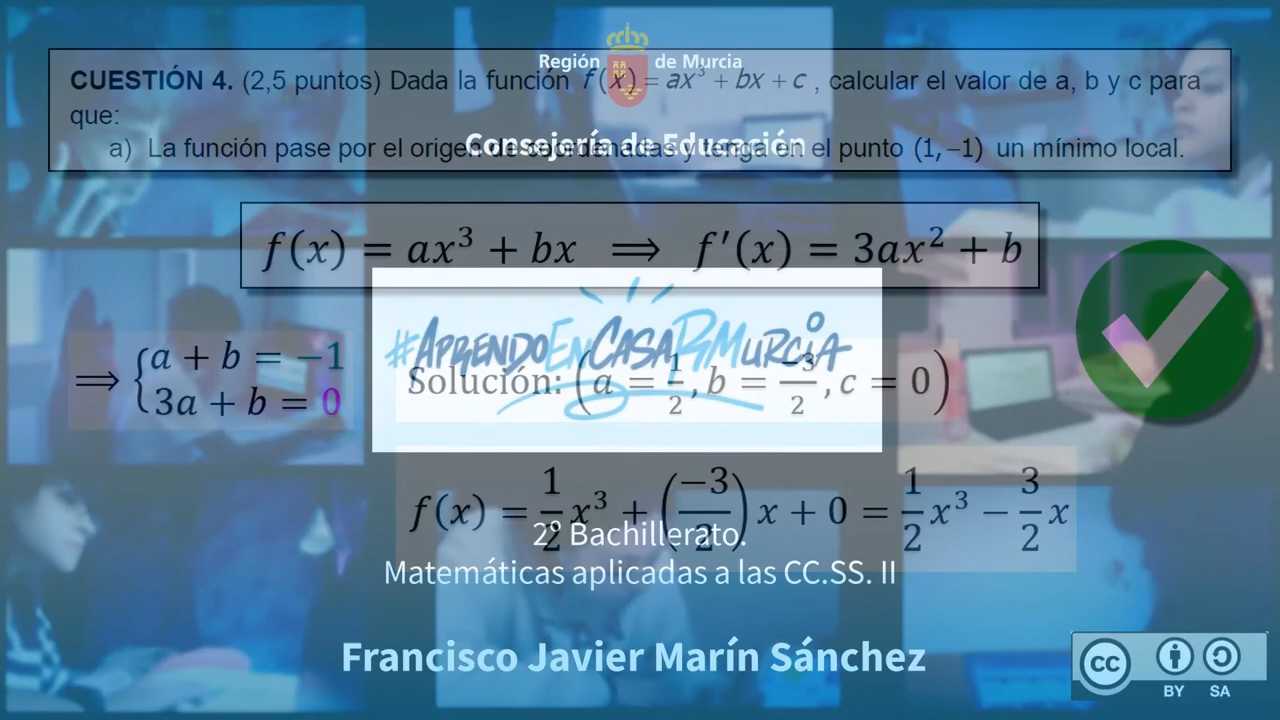 Región de Murcia
CUESTIÓN 4. (2,5 puntos) Dada la función f(x) = ax³ + bx + c , calcular el valor de a, b y c para
que:
Consejería de Educación
a) La función pase por el origen de coordenadas y tenga en el punto (1,−1) un mínimo local.
f(x) = ax³ + bx ⟹ f′(x) = 3ax² + b
#APRENDOENCASARMURCIA
⟹ { a + b = −1
3a + b = 0
Solución: (a = 1/2, b = −3/2, c = 0)
f(x) = 1/2 x³ + (−3/2) x + 0 = 1/2 x³ − 3/2 x
2º Bachillerato.
Matemáticas aplicadas a las CC.SS. II
Francisco Javier Marín Sánchez
cc
BY SA